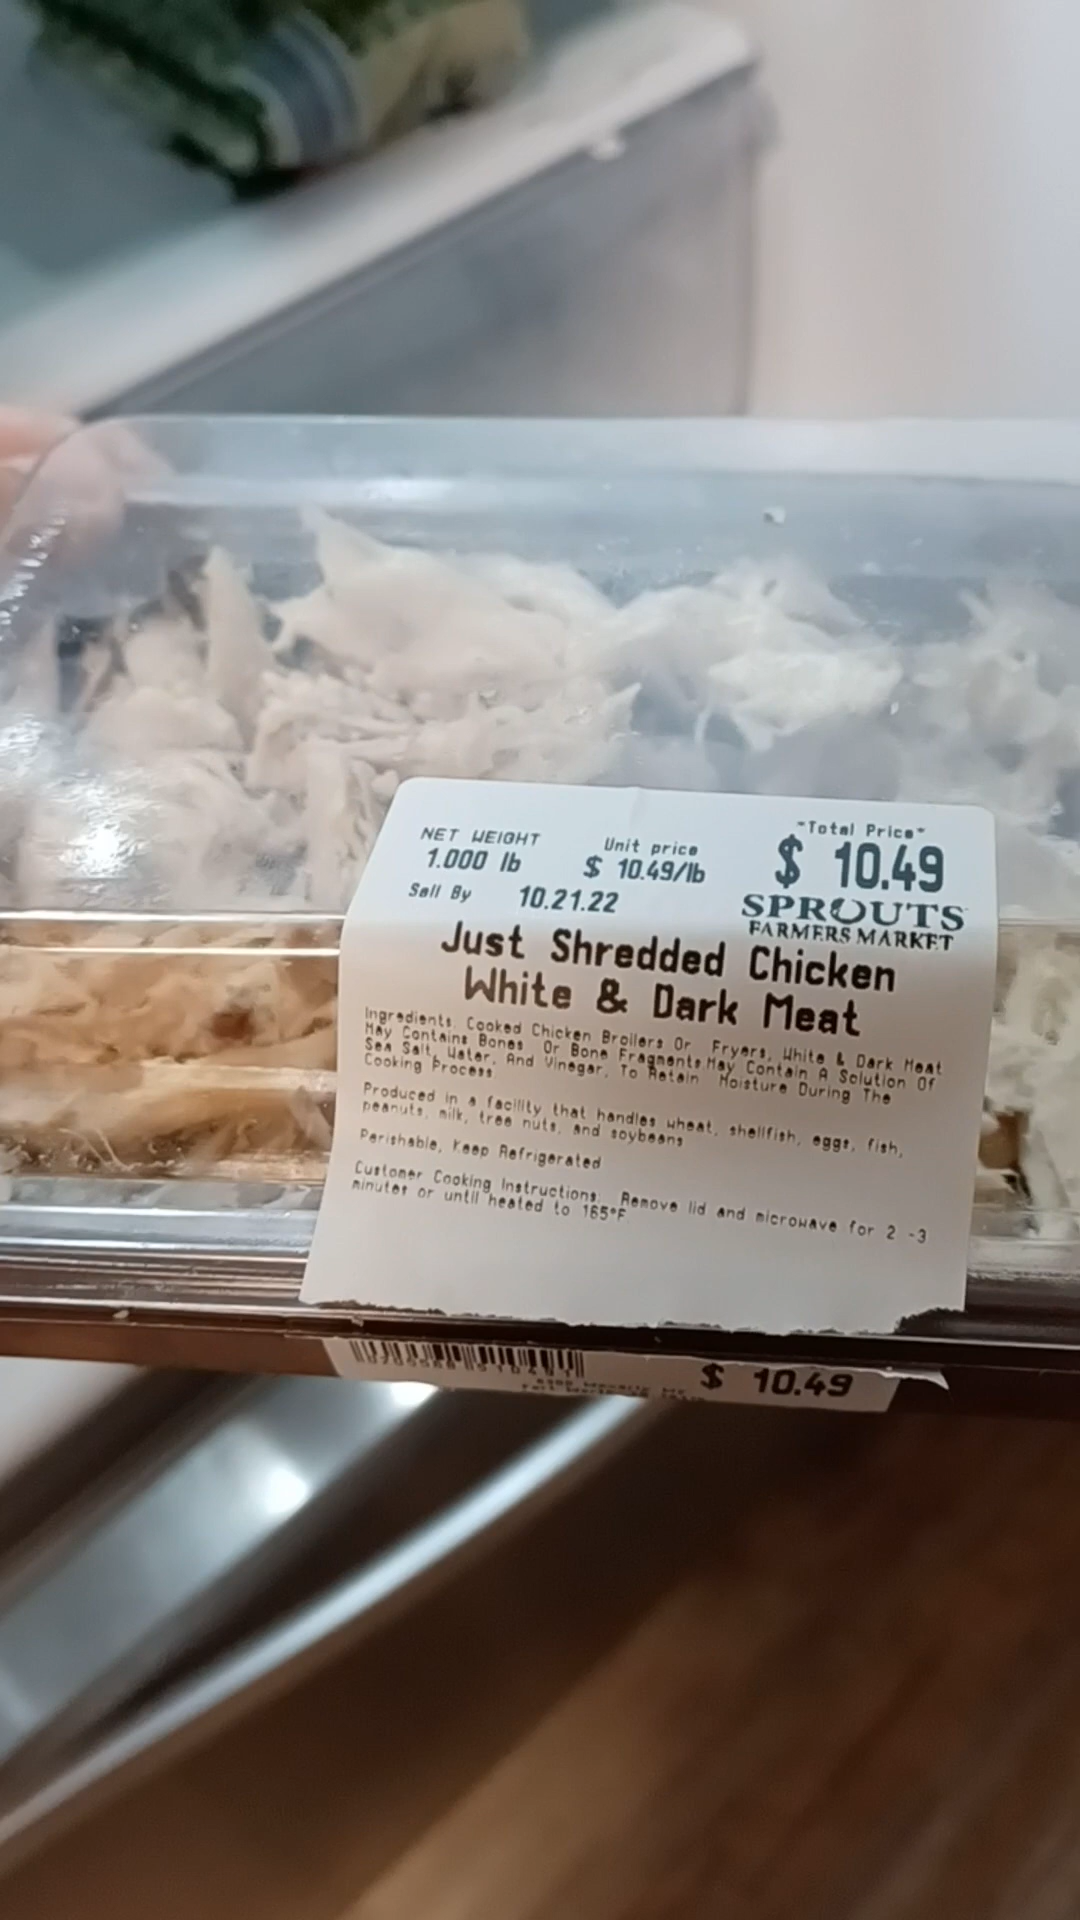 NET WEIGHT Unit price "Total Price"
1.000 lb $ 10.49/lb $ 10.49
Sell By 10.21.22
SPROUTS
FARMERS MARKET
Just Shredded Chicken
White & Dark Meat
Ingredients: Cooked Chicken Broilers Or Fryers, White & Dark Meat
May Contains Bones Or Bone Fragments May Contain A Solution Of
Sea Salt, Water, And Vinegar, To Retain Moisture During The
Cooking Process
Produced in a facility that handles wheat, shellfish, eggs, fish,
peanuts, milk, tree nuts, and soybeans
Perishable, Keep Refrigerated
Customer Cooking Instructions: Remove lid and microwave for 2 -3
minutes or until heated to 165°F
$ 10.49